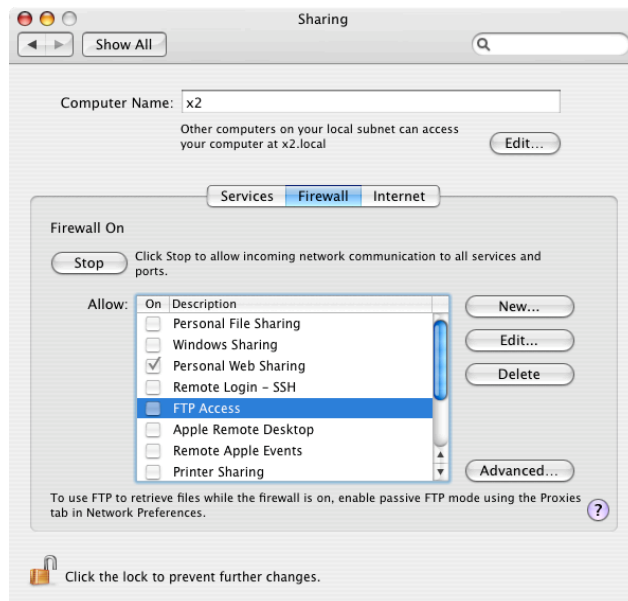 Sharing
Show All
Computer Name: x2
Other computers on your local subnet can access
your computer at x2.local
Edit...
Services Firewall Internet
Firewall On
Stop
Click Stop to allow incoming network communication to all services and
ports.
Allow:
On Description
Personal File Sharing
Windows Sharing
Personal Web Sharing
Remote Login – SSH
FTP Access
Apple Remote Desktop
Remote Apple Events
Printer Sharing
New...
Edit...
Delete
Advanced...
To use FTP to retrieve files while the firewall is on, enable passive FTP mode using the Proxies
tab in Network Preferences.
?
Click the lock to prevent further changes.